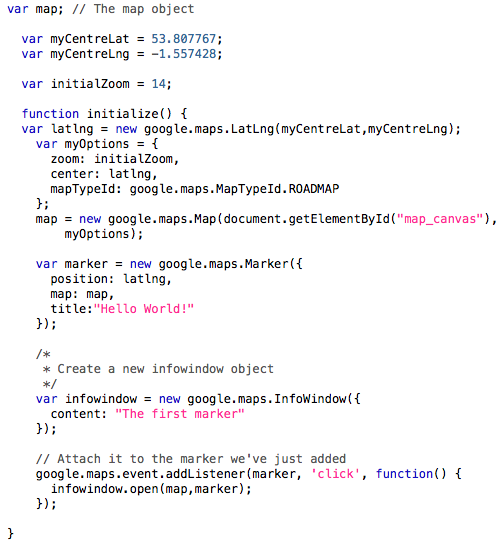 var map; // The map object
var myCentreLat = 53.807767;
var myCentreLng = -1.557428;
var initialZoom = 14;
function initialize() {
var latlng = new google.maps.LatLng(myCentreLat,myCentreLng);
var myOptions = {
zoom: initialZoom,
center: latlng,
mapTypeId: google.maps.MapTypeId.ROADMAP
};
map = new google.maps.Map(document.getElementById("map_canvas"),
myOptions);
var marker = new google.maps.Marker({
position: latlng,
map: map,
title:"Hello World!"
});
/*
* Create a new infowindow object
*/
var infowindow = new google.maps.InfoWindow({
content: "The first marker"
});
// Attach it to the marker we've just added
google.maps.event.addListener(marker, 'click', function() {
infowindow.open(map,marker);
});
}